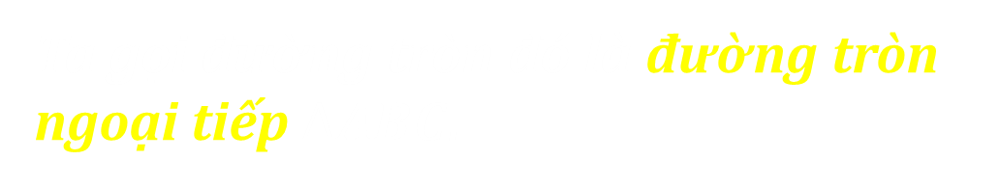 đường tròn
ngoại tiếp